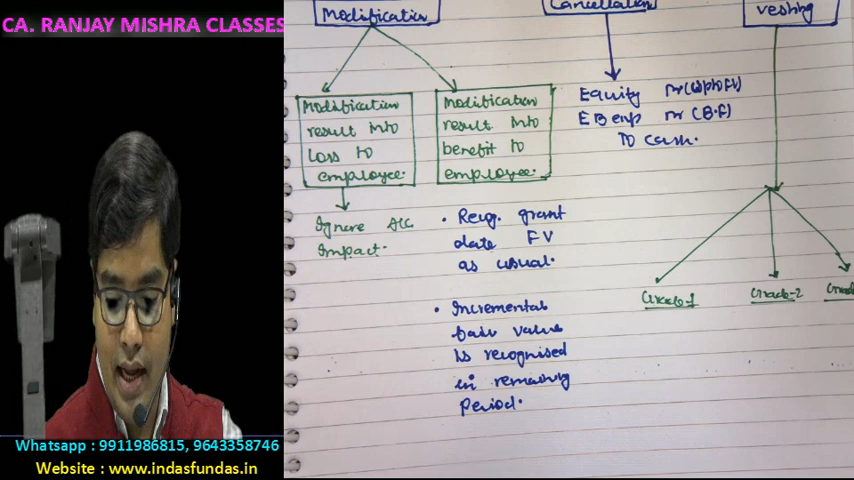 CA. RANJAY MISHRA CLASSES
Modification
Cancellation
vesting
Modification
result into
loss to
employee.
Modification
result into
benefit to
employee.
Equity Dr (Upto FV)
EB exp Dr (B.F)
To cash.
Ignore
impact.
• Recog. grant
date FV
as usual.
• Incremental
fair value
is recognised
in remaining
period.
Grade-1
Grade-2
Whatsapp : 9911986815, 9643358746
Website : www.indasfundas.in